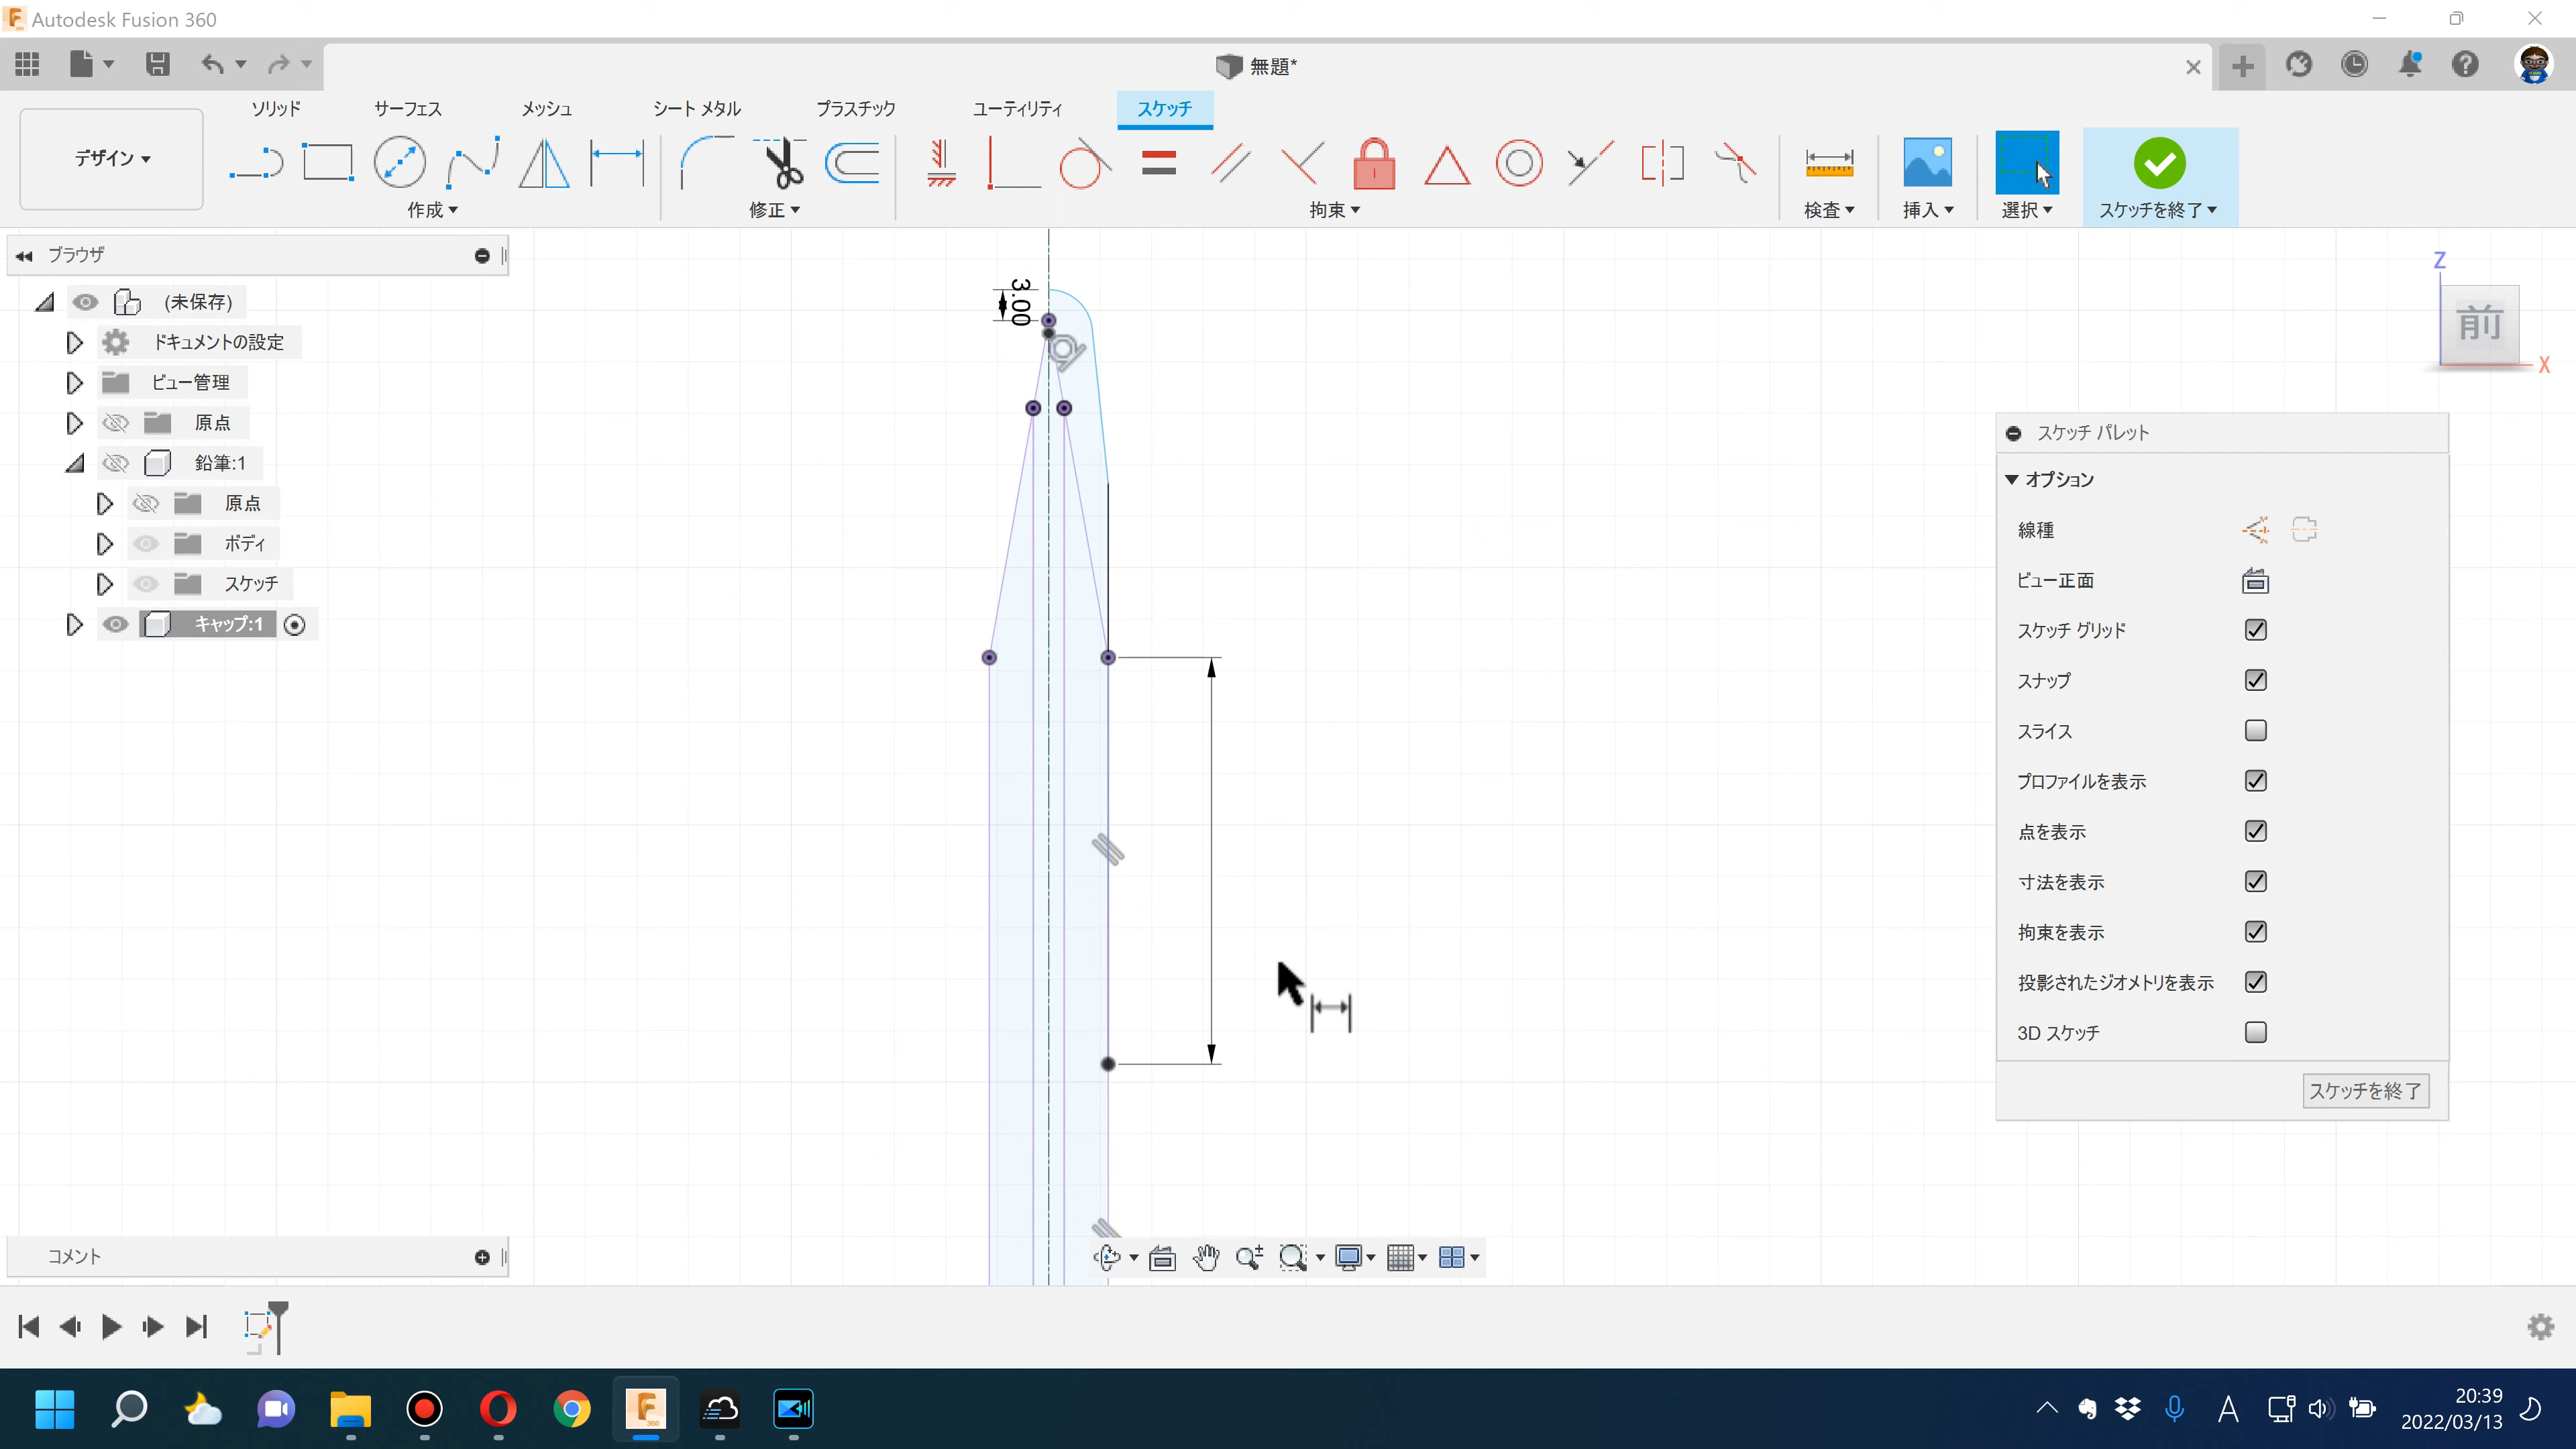 Autodesk Fusion 360
無題*
ソリッド サーフェス メッシュ シート メタル プラスチック ユーティリティ スケッチ
デザイン
作成 修正 拘束 検査 挿入 選択 スケッチを終了
ブラウザ
(未保存)
ドキュメントの設定
ビュー管理
原点
鉛筆:1
原点
ボディ
スケッチ
キャップ:1
3.00
Z
前
X
スケッチ パレット
オプション
線種
ビュー正面
スケッチ グリッド
スナップ
スライス
プロファイルを表示
点を表示
寸法を表示
拘束を表示
投影されたジオメトリを表示
3D スケッチ
スケッチを終了
コメント
360
A
20:39
2022/03/13